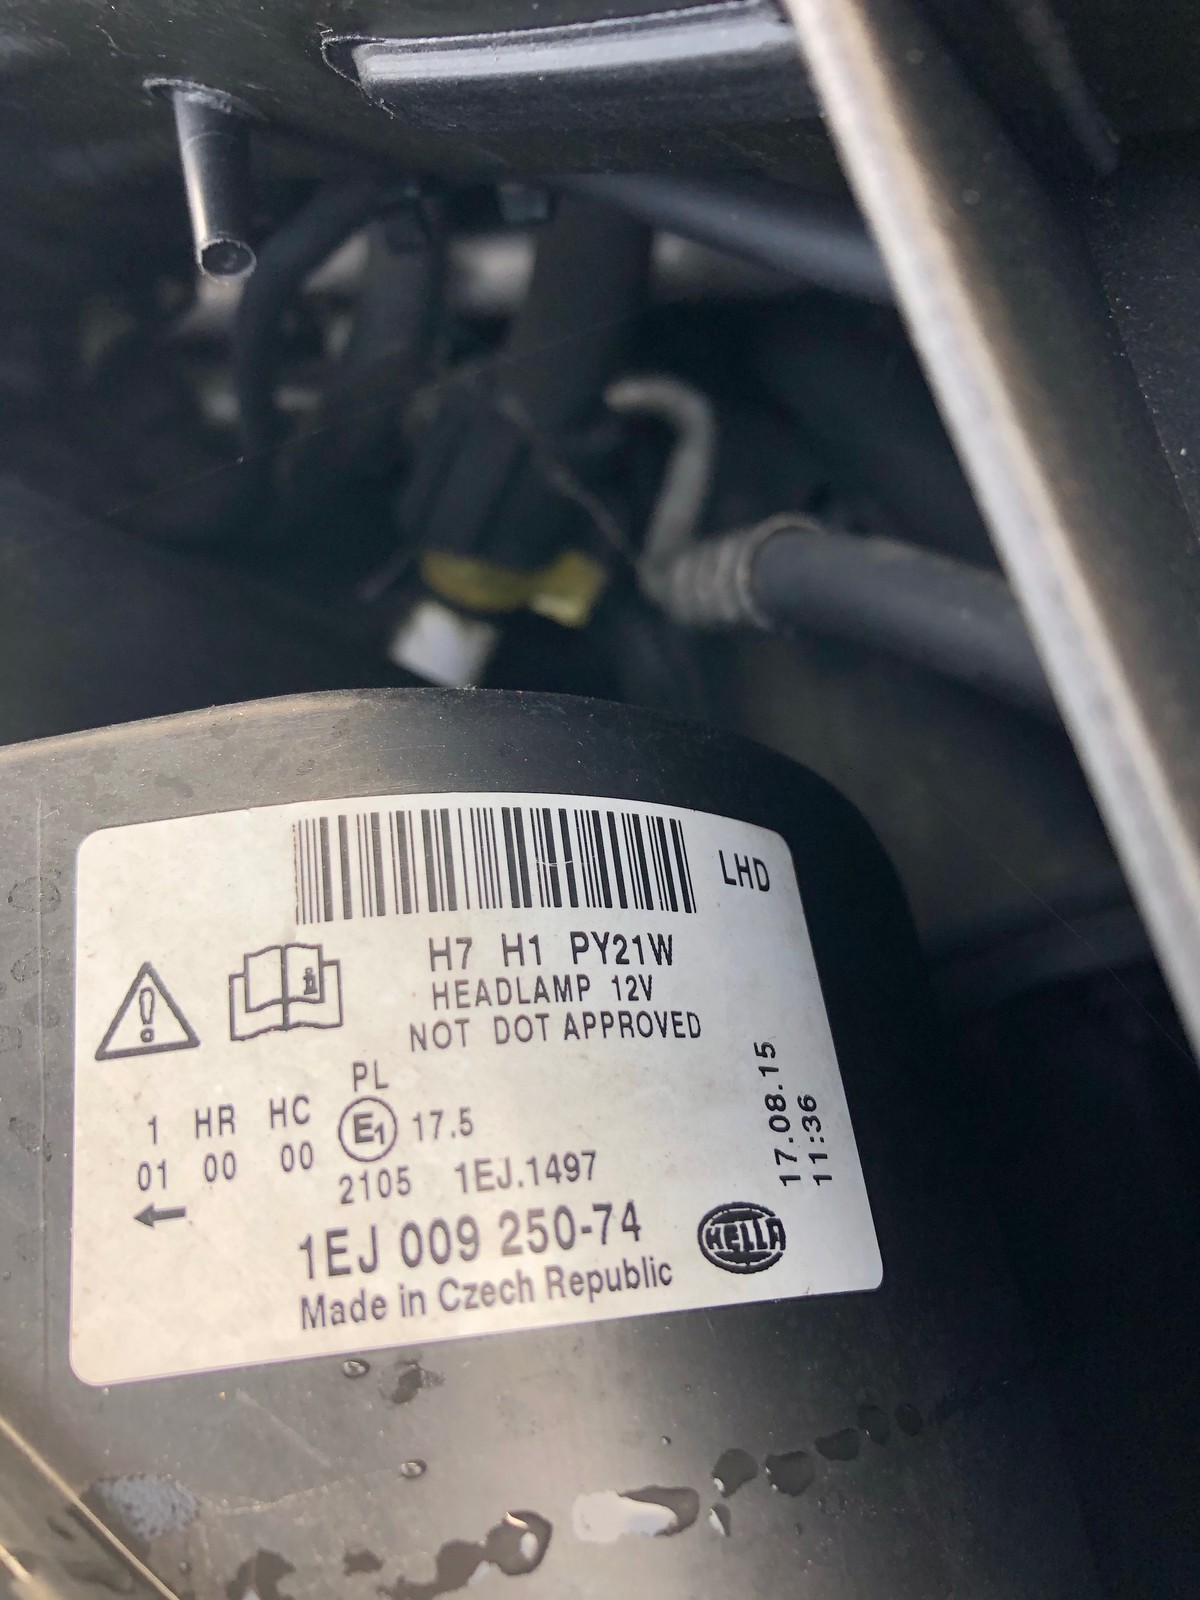 LHD
H7 H1 PY21W
HEADLAMP 12V
NOT DOT APPROVED
PL
1 HR HC E1 17.5
01 00 00
2105 1EJ.1497
1EJ 009 250-74
Made in Czech Republic
HELLA
17.08.15
11:36